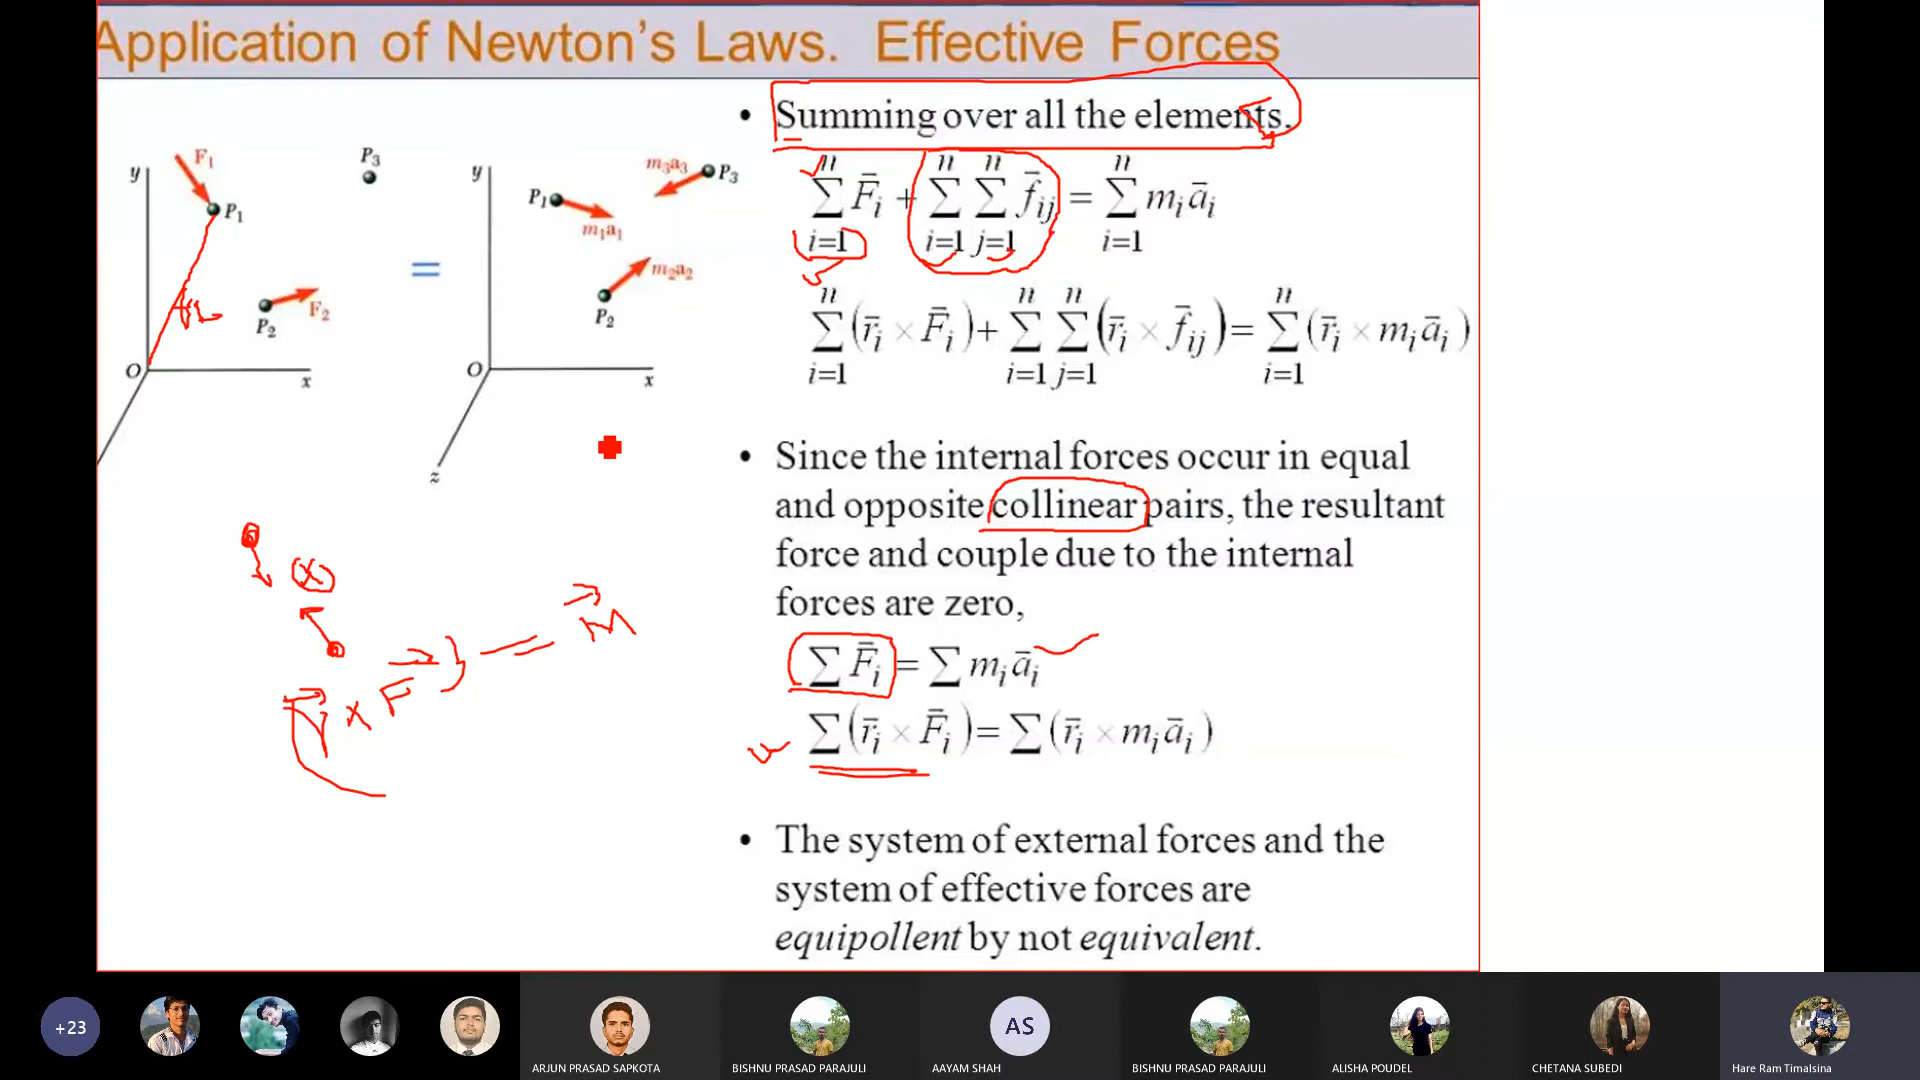 Application of Newton's Laws. Effective Forces
• Summing over all the elements.
n n n n
∑ F̄i + ∑ ∑ f̄ij = ∑ mi āi
i=1 i=1 j=1 i=1
n n n
∑ (r̄i × F̄i) + ∑ ∑ (r̄i × f̄ij) = ∑ (r̄i × mi āi)
i=1 i=1 j=1 i=1
• Since the internal forces occur in equal
and opposite collinear pairs, the resultant
force and couple due to the internal
forces are zero,
∑ F̄i = ∑ mi āi
∑ (r̄i × F̄i) = ∑ (r̄i × mi āi)
• The system of external forces and the
system of effective forces are
equipollent by not equivalent.
y
F1
P1
P3
P2
F2
O
x
=
y
P1
m1a1
m3a3
P3
m2a2
P2
O
x
z
(x)
r × F } = M
+23
ARJUN PRASAD SAPKOTA
BISHNU PRASAD PARAJULI
AS
AAYAM SHAH
BISHNU PRASAD PARAJULI
ALISHA POUDEL
CHETANA SUBEDI
Hare Ram Timalsina